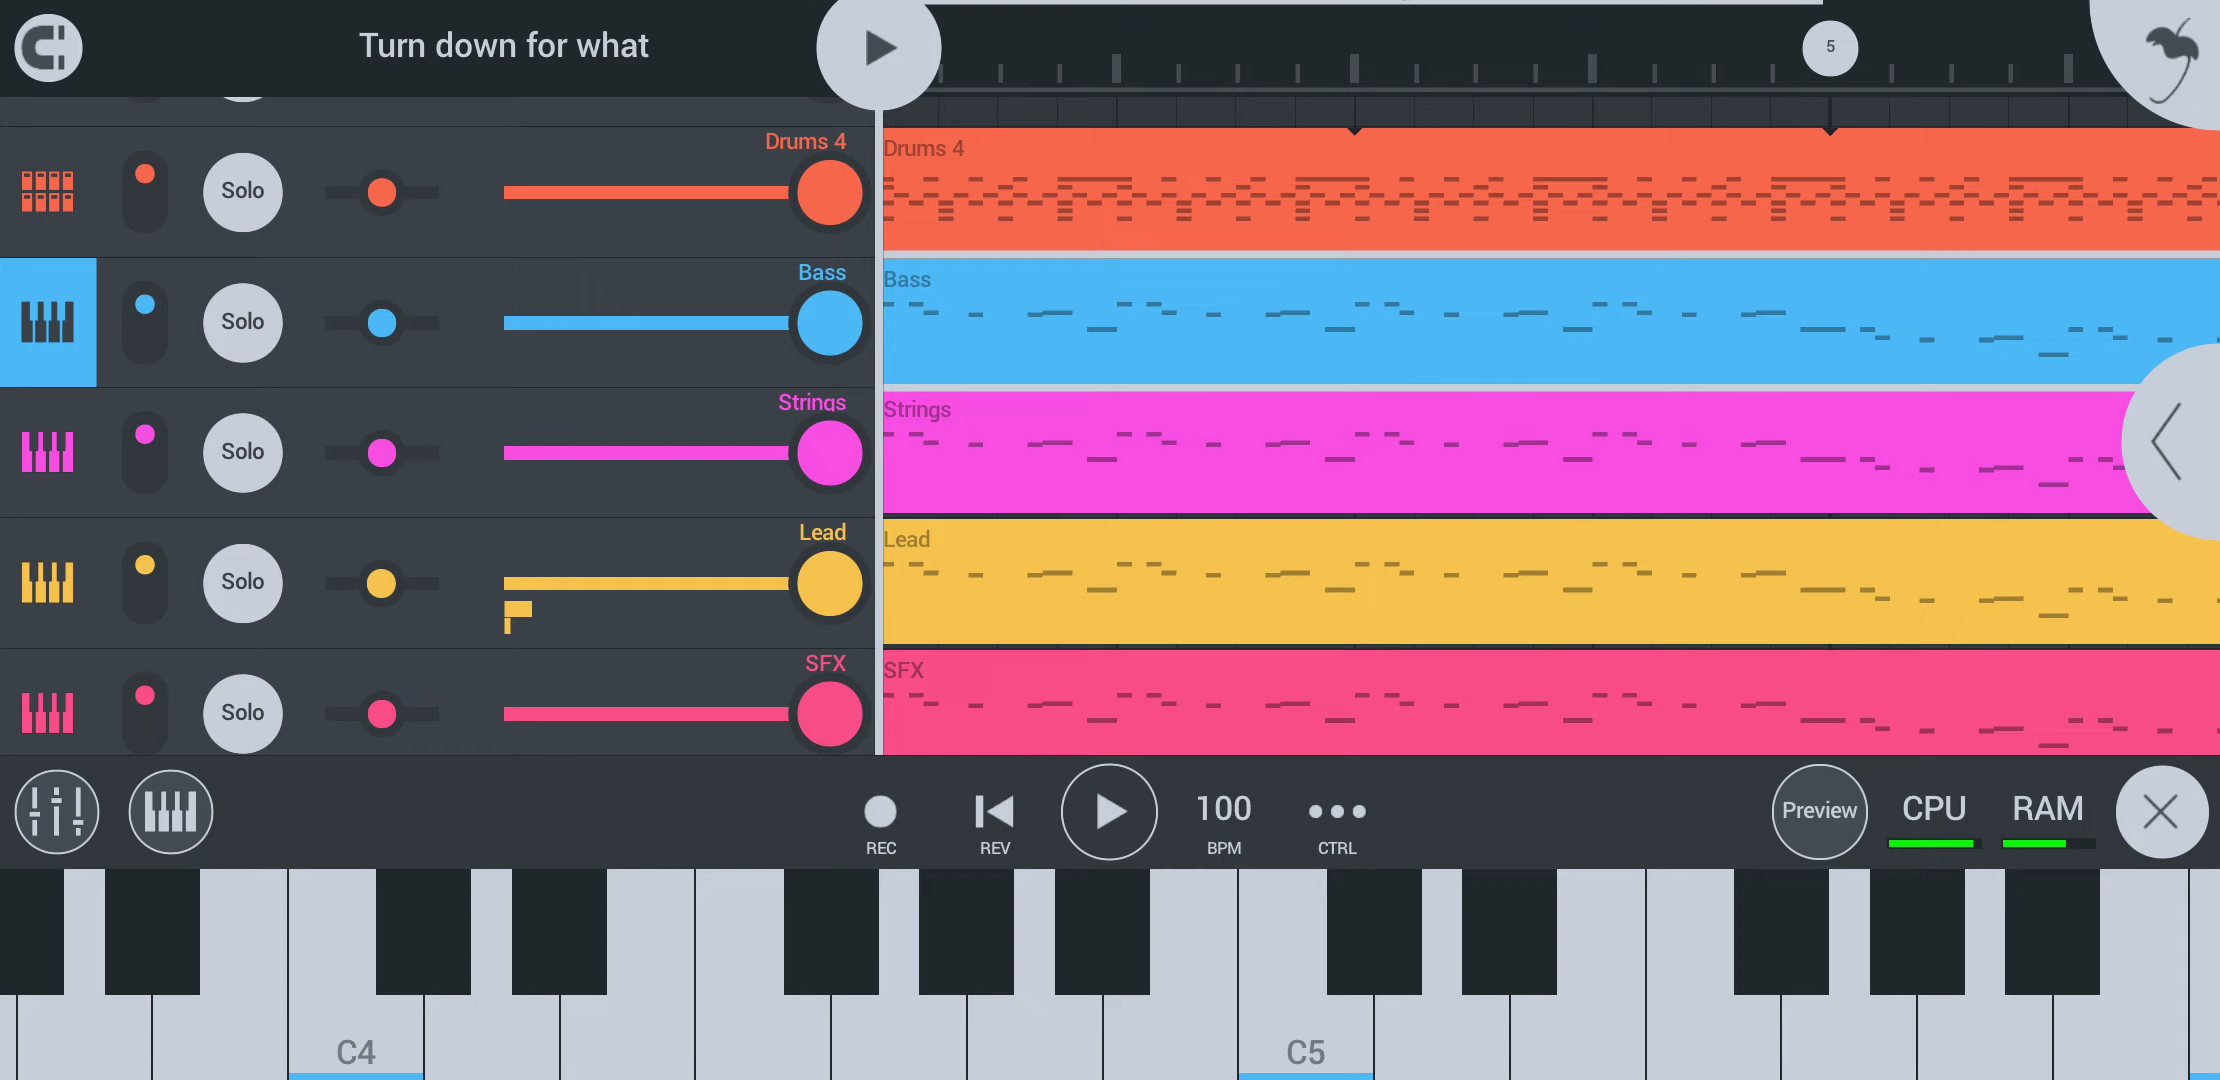 Turn down for what
5
Drums 4
Drums 4
Solo
Bass
Bass
Solo
Strings
Strings
Solo
Lead
Lead
Solo
SFX
SFX
Solo
REC
REV
100
BPM
CTRL
Preview
CPU
RAM
C4
C5